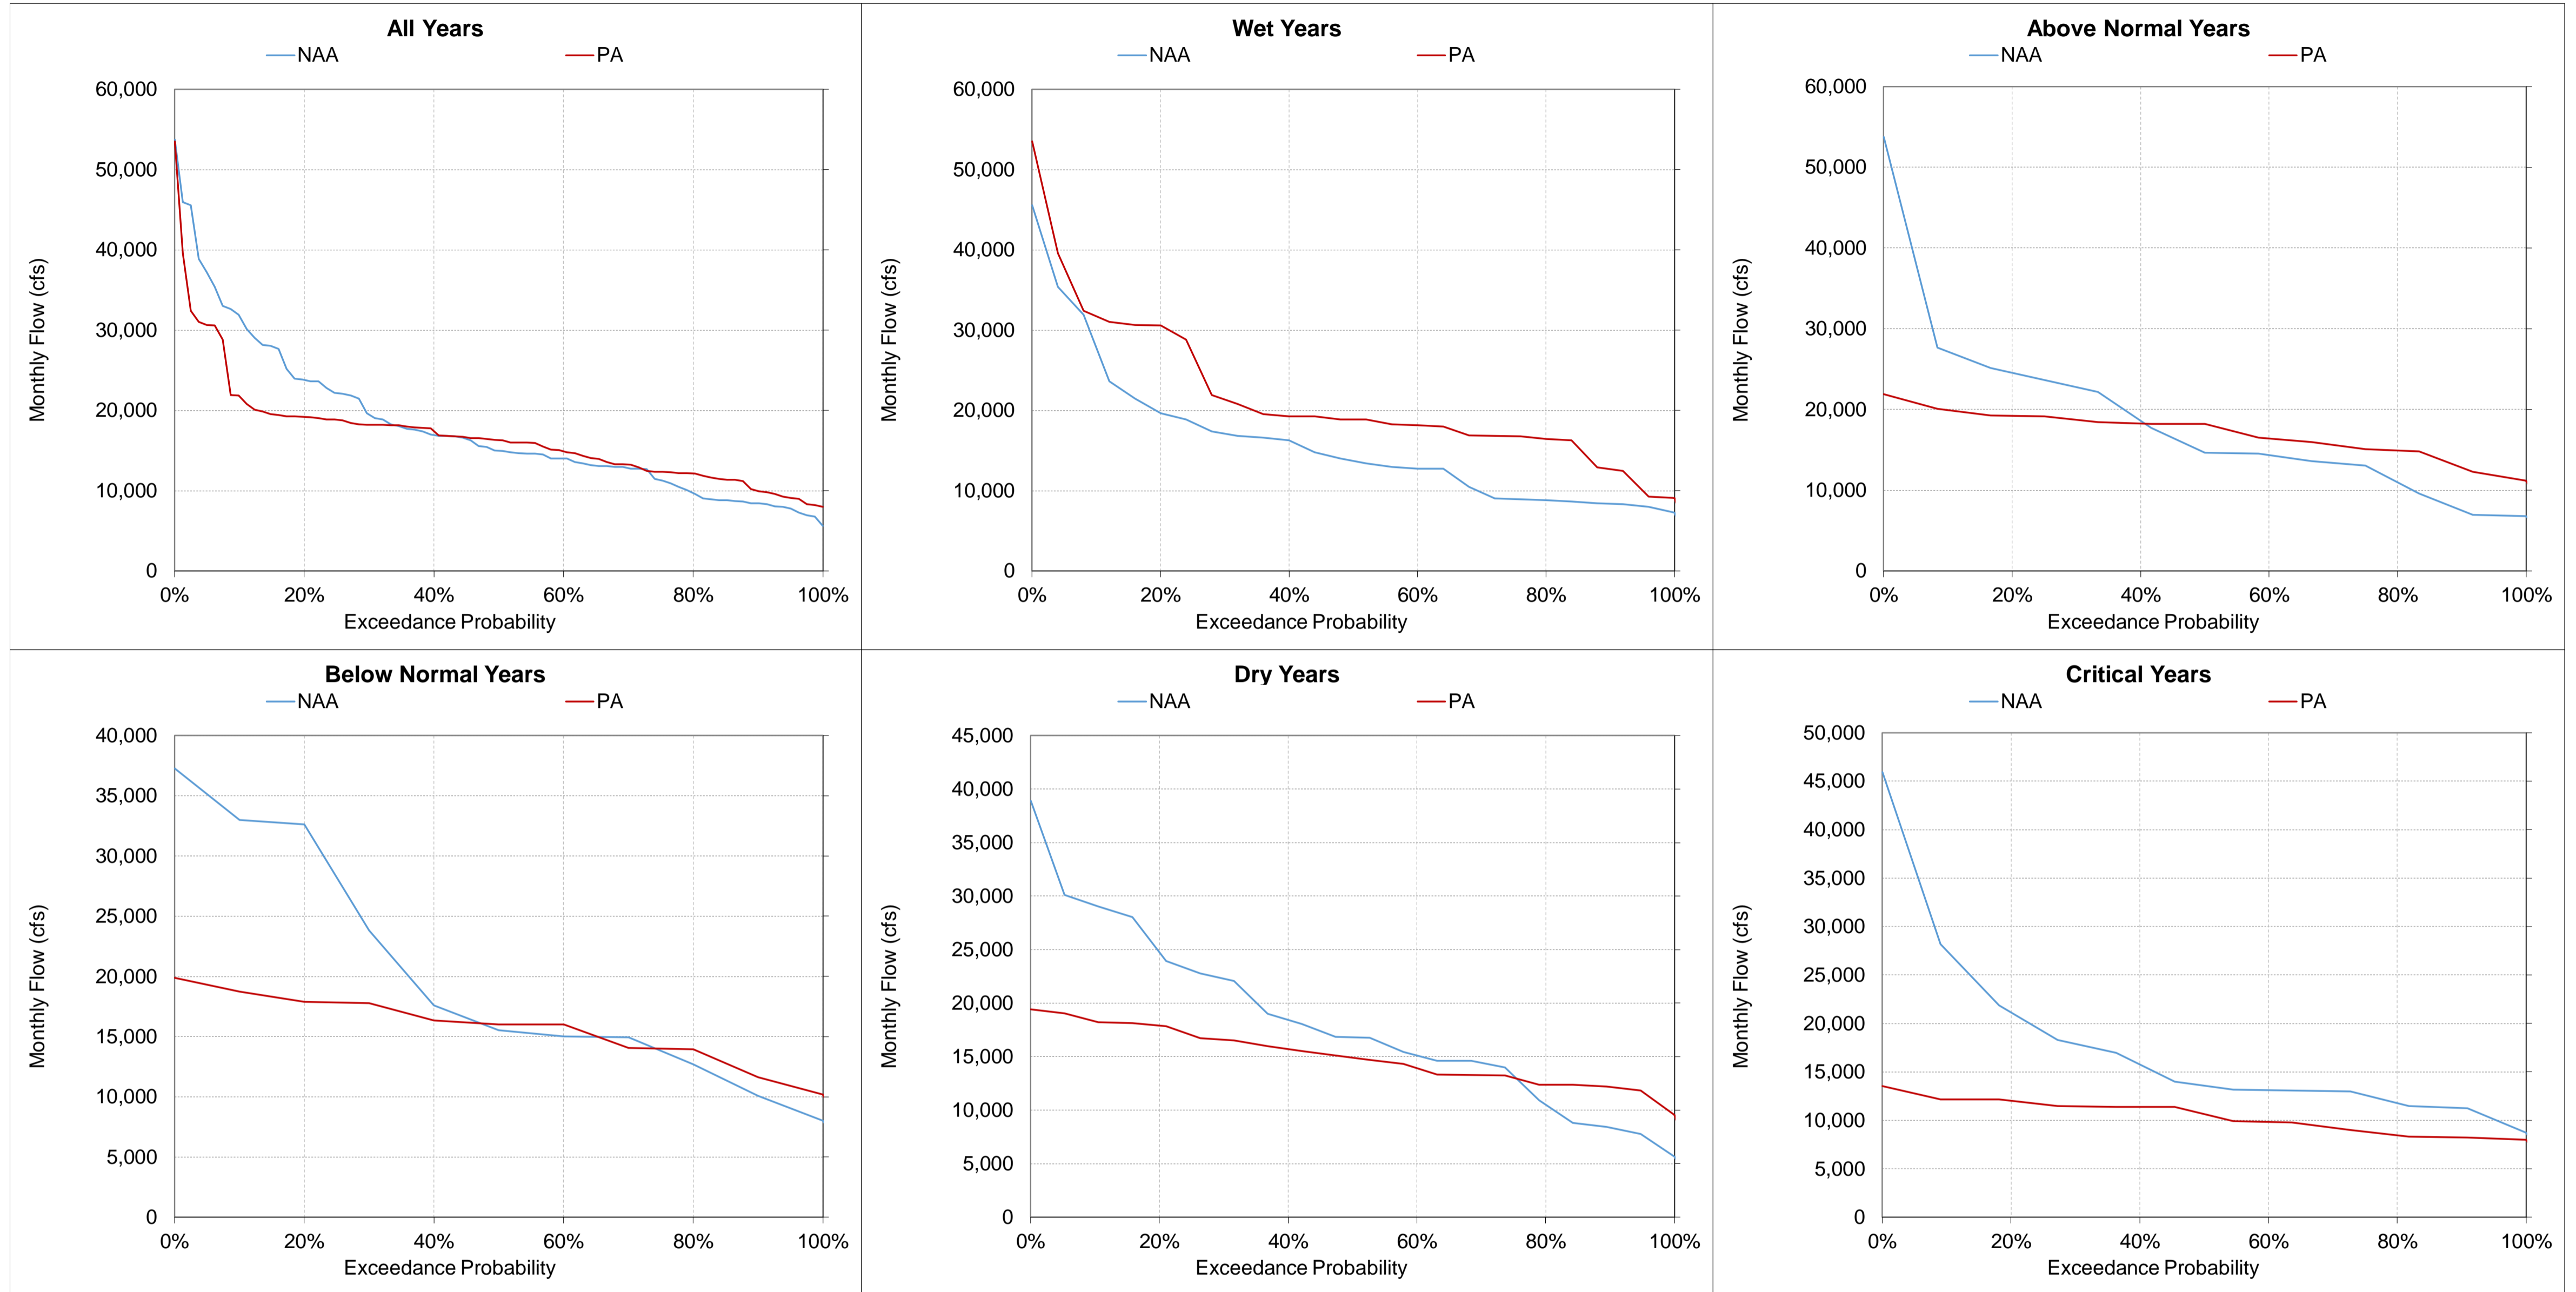 All Years
NAA PA
60,000
50,000
40,000
30,000
20,000
10,000
0
Monthly Flow (cfs)
0% 20% 40% 60% 80% 100%
Exceedance Probability
Wet Years
NAA PA
60,000
50,000
40,000
30,000
20,000
10,000
0
Monthly Flow (cfs)
0% 20% 40% 60% 80% 100%
Exceedance Probability
Above Normal Years
NAA PA
60,000
50,000
40,000
30,000
20,000
10,000
0
Monthly Flow (cfs)
0% 20% 40% 60% 80% 100%
Exceedance Probability
Below Normal Years
NAA PA
40,000
35,000
30,000
25,000
20,000
15,000
10,000
5,000
0
Monthly Flow (cfs)
0% 20% 40% 60% 80% 100%
Exceedance Probability
Dry Years
NAA PA
45,000
40,000
35,000
30,000
25,000
20,000
15,000
10,000
5,000
0
Monthly Flow (cfs)
0% 20% 40% 60% 80% 100%
Exceedance Probability
Critical Years
NAA PA
50,000
45,000
40,000
35,000
30,000
25,000
20,000
15,000
10,000
5,000
0
Monthly Flow (cfs)
0% 20% 40% 60% 80% 100%
Exceedance Probability